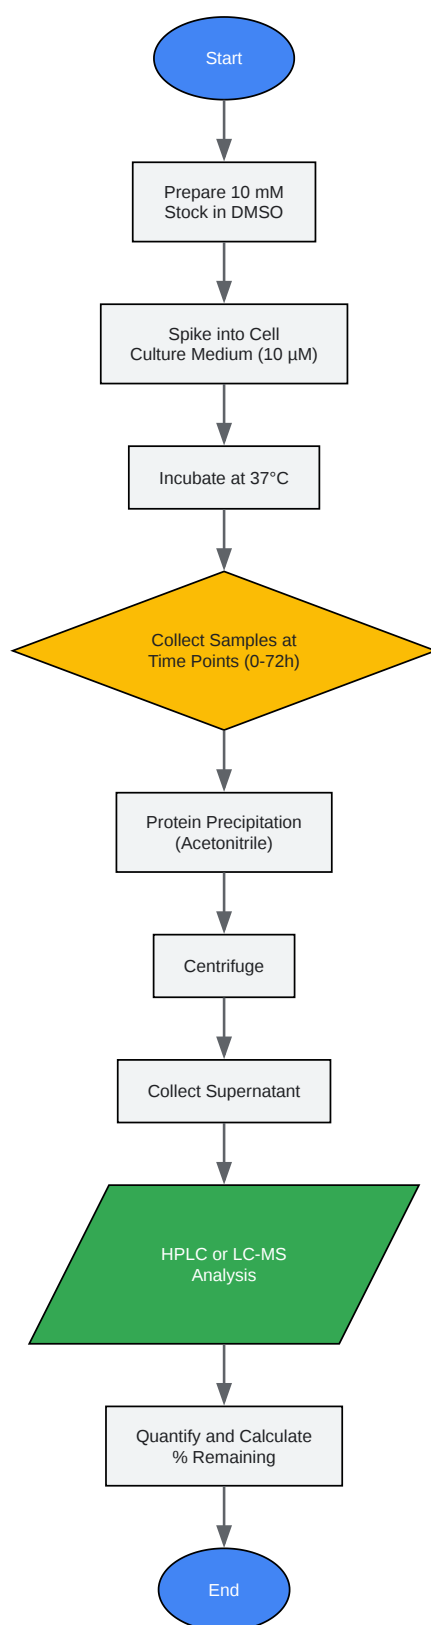 Start
Prepare 10 mM
Stock in DMSO
Spike into Cell
Culture Medium (10 µM)
Incubate at 37°C
Collect Samples at
Time Points (0-72h)
Protein Precipitation
(Acetonitrile)
Centrifuge
Collect Supernatant
HPLC or LC-MS
Analysis
Quantify and Calculate
% Remaining
End